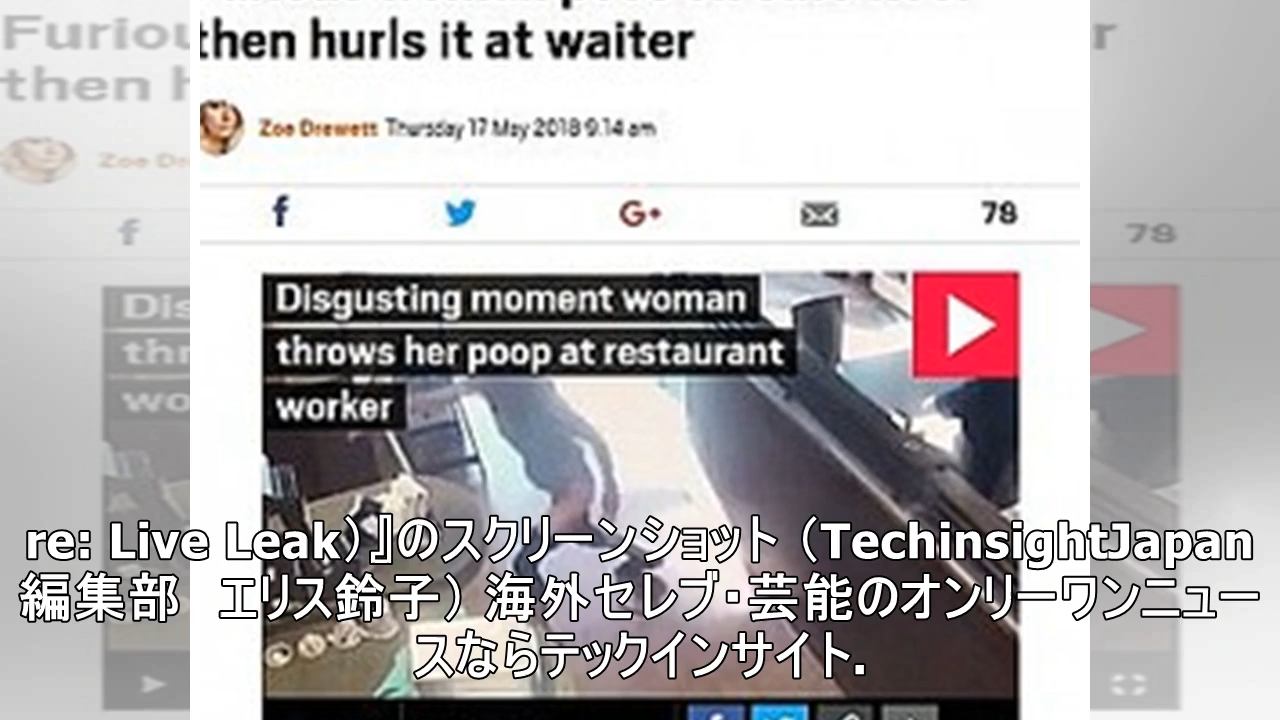 then hurls it at waiter
Zoe Drewett Thursday 17 May 2018 9.14 am
78
Disgusting moment woman
throws her poop at restaurant
worker
re: Live Leak）』のスクリーンショット （TechinsightJapan
編集部　エリス鈴子） 海外セレブ・芸能のオンリーワンニュー
スならテックインサイト.